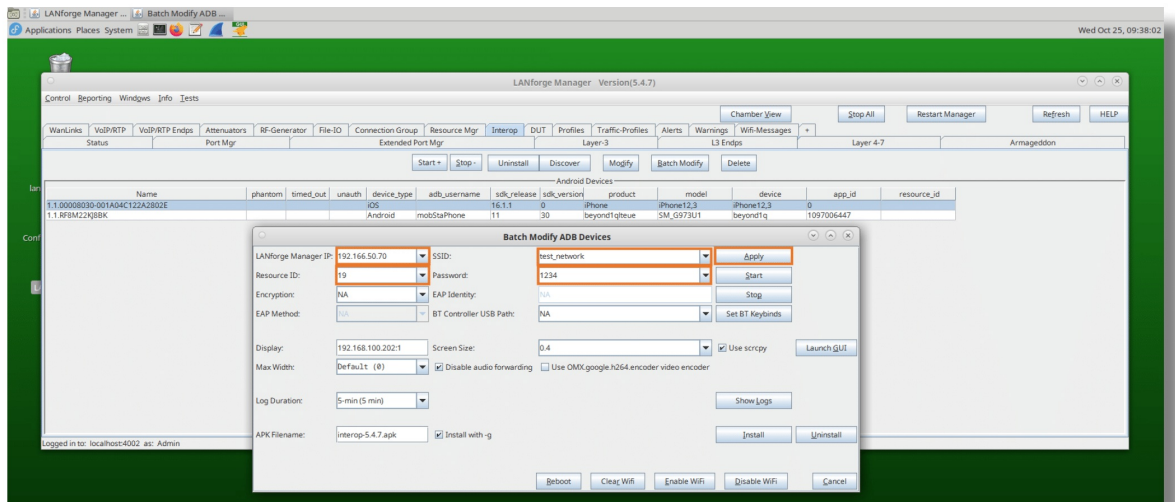 LANforge Manager ... Batch Modify ADB ...
Applications Places System Wed Oct 25, 09:38:02
LANforge Manager Version(5.4.7)
Control Reporting Windows Info Tests
Chamber View Stop All Restart Manager Refresh HELP
WanLinks VoIP/RTP VoIP/RTP Endps Attenuators RF-Generator File-IO Connection Group Resource Mgr Interop DUT Profiles Traffic-Profiles Alerts Warnings Wifi-Messages +
Status Port Mgr Extended Port Mgr Layer-3 L3 Endps Layer 4-7 Armageddon
Start + Stop - Uninstall Discover Modify Batch Modify Delete
Android Devices
Name phantom timed_out unauth device_type adb_username sdk_release sdk_version product model device app_id resource_id
1.1.00008030-001A04C122A2802E iOS 16.1.1 0 iPhone iPhone12,3 iPhone12,3 0
1.1.RF8M22KJ8BK Android mobStaPhone 11 30 beyond1qlteue SM_G973U1 beyond1q 1097006447
lan
Conf
Batch Modify ADB Devices
LANforge Manager IP: 192.166.50.70 SSID: test_network Apply
Resource ID: 19 Password: 1234 Start
Encryption: NA EAP Identity: NA Stop
EAP Method: NA BT Controller USB Path: NA Set BT Keybinds
Display: 192.168.100.202:1 Screen Size: 0.4 Use scrcpy Launch GUI
Max Width: Default (0) Disable audio forwarding Use OMX.google.h264.encoder video encoder
Log Duration: 5-min (5 min) Show Logs
APK Filename: interop-5.4.7.apk Install with -g Install Uninstall
Logged in to: localhost:4002 as: Admin
Reboot Clear Wifi Enable WiFi Disable WiFi Cancel